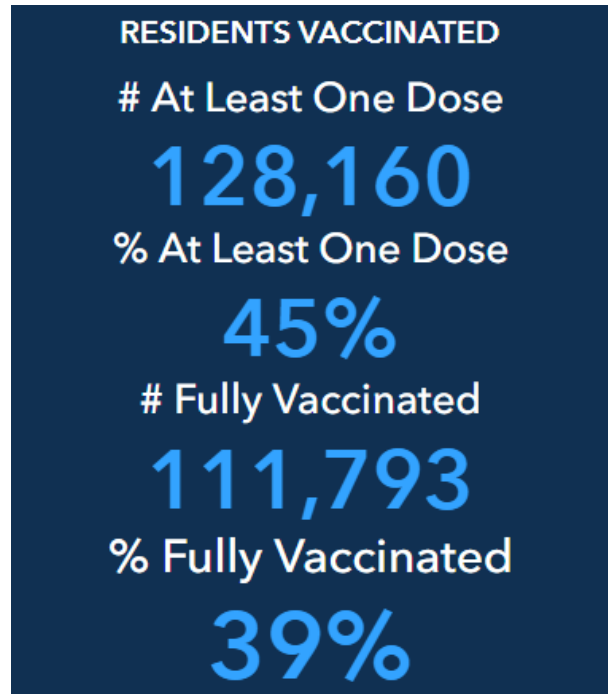 RESIDENTS VACCINATED
# At Least One Dose
128,160
% At Least One Dose
45%
# Fully Vaccinated
111,793
% Fully Vaccinated
39%